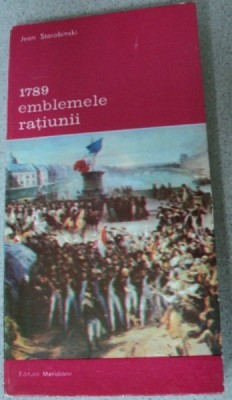 Jean Starobinski
1789
emblemele
rațiunii
Editura Meridiane